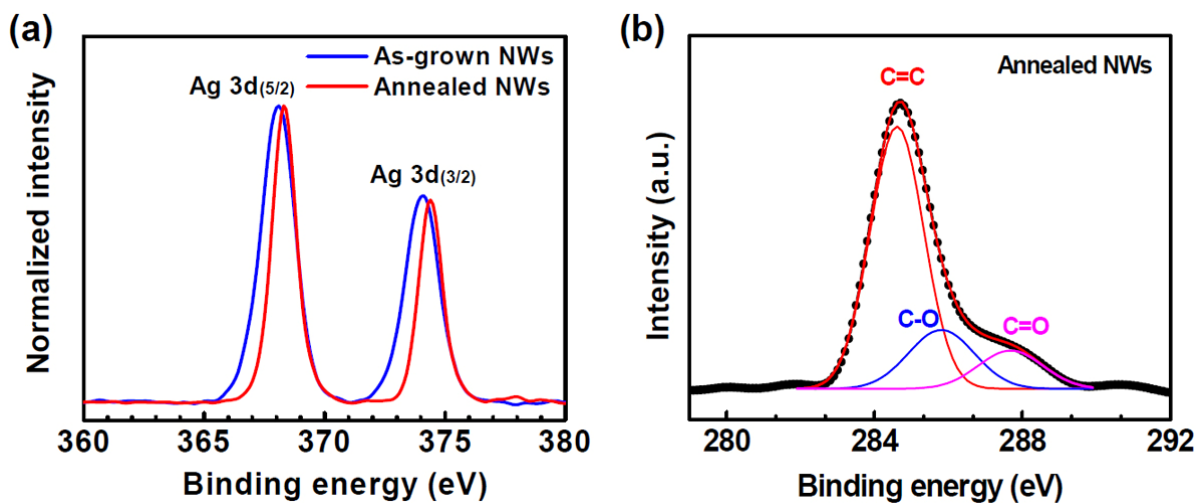 (a)
As-grown NWs
Annealed NWs
Ag 3d(5/2)
Ag 3d(3/2)
Normalized intensity
360 365 370 375 380
Binding energy (eV)
(b)
Annealed NWs
C=C
C-O
C=O
Intensity (a.u.)
280 284 288 292
Binding energy (eV)